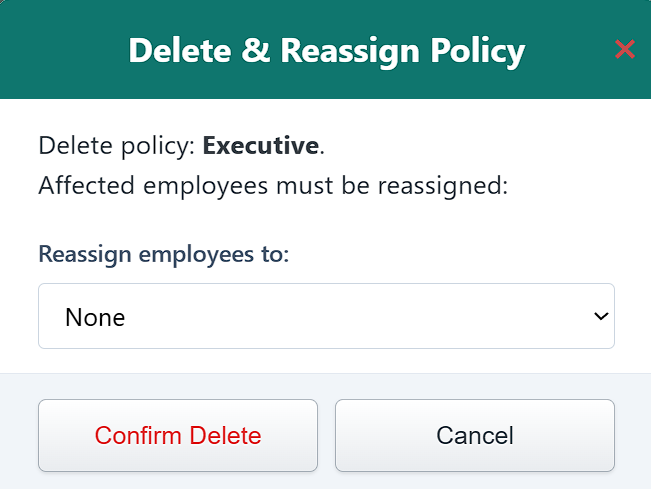 Delete & Reassign Policy
Delete policy: Executive.
Affected employees must be reassigned:
Reassign employees to:
None
Confirm Delete
Cancel